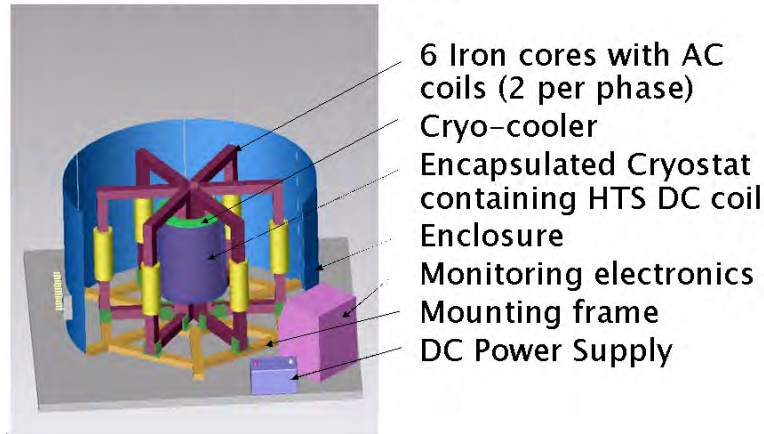 6 Iron cores with AC
coils (2 per phase)
Cryo-cooler
Encapsulated Cryostat
containing HTS DC coil
Enclosure
Monitoring electronics
Mounting frame
DC Power Supply